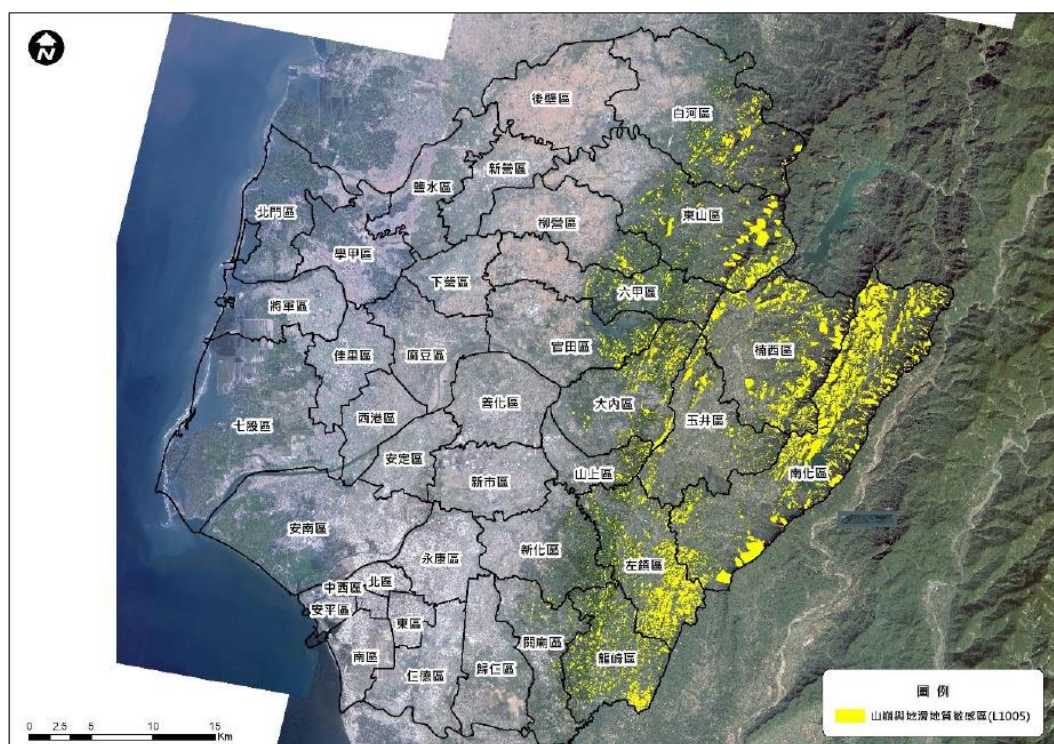 N
後壁區
白河區
新營區
鹽水區
北門區
東山區
柳營區
學甲區
下營區
六甲區
將軍區
官田區
楠西區
佳里區
麻豆區
大內區
善化區
玉井區
西港區
七股區
安定區
山上區
南化區
新市區
安南區
新化區
永康區
左鎮區
北區
中西區
安平區
東區
關廟區
龍崎區
南區
仁德區
歸仁區
圖 例
山崩與地滑地質敏感區(L1005)
0 2.5 5 10 15
Km